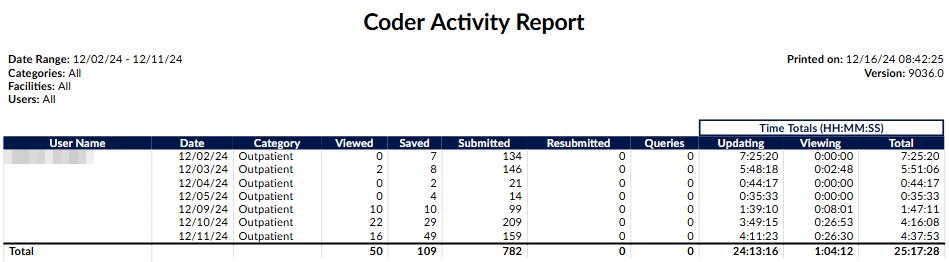 Coder Activity Report
Date Range: 12/02/24 - 12/11/24 Printed on: 12/16/24 08:42:25
Categories: All Version: 9036.0
Facilities: All
Users: All
Time Totals (HH:MM:SS)
User Name Date Category Viewed Saved Submitted Resubmitted Queries Updating Viewing Total
12/02/24 Outpatient 0 7 134 0 0 7:25:20 0:00:00 7:25:20
12/03/24 Outpatient 2 8 146 0 0 5:48:18 0:02:48 5:51:06
12/04/24 Outpatient 0 2 21 0 0 0:44:17 0:00:00 0:44:17
12/05/24 Outpatient 0 4 14 0 0 0:35:33 0:00:00 0:35:33
12/09/24 Outpatient 10 10 99 0 0 1:39:10 0:08:01 1:47:11
12/10/24 Outpatient 22 29 209 0 0 3:49:15 0:26:53 4:16:08
12/11/24 Outpatient 16 49 159 0 0 4:11:23 0:26:30 4:37:53
Total 50 109 782 0 0 24:13:16 1:04:12 25:17:28